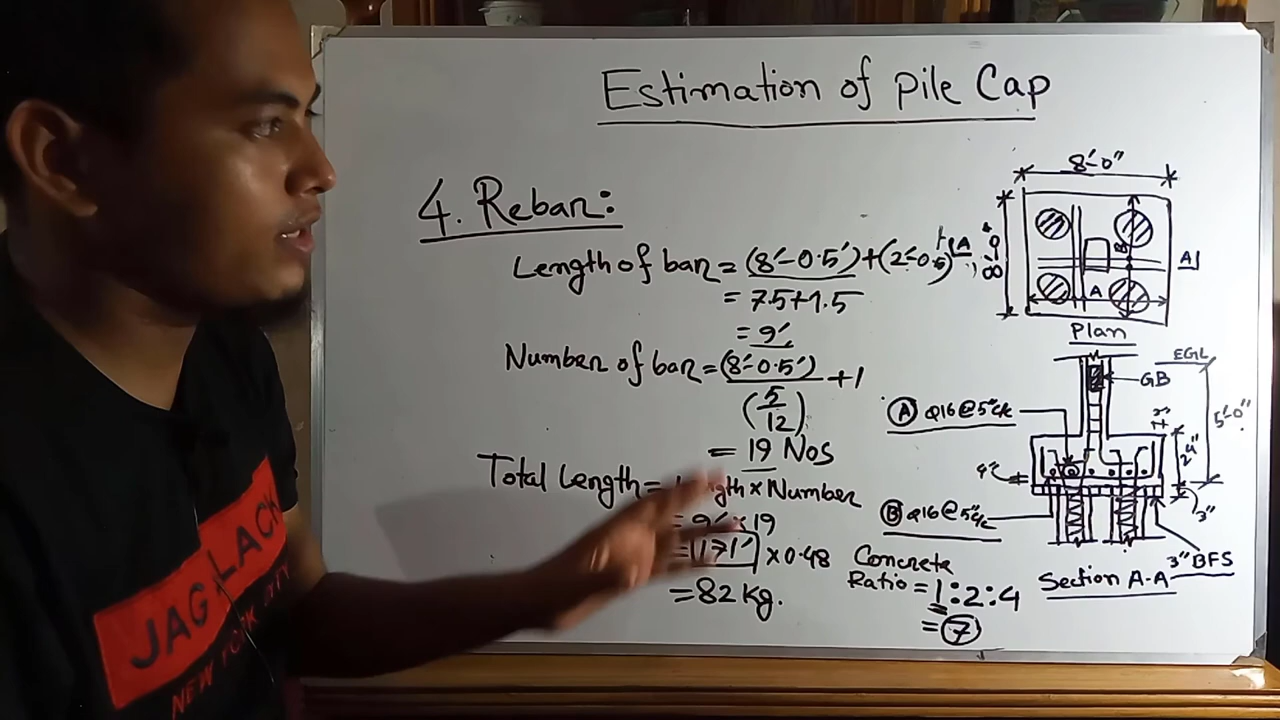 Estimation of Pile Cap
4. Rebar:
Length of bar = (8'-0.5')+(2'-0.5')
= 7.5+1.5
= 9'
Number of bar = (8'-0.5') / (5/12) +1
= 19 Nos
Total Length = Length × Number
= 9' × 19
= 171' × 0.48
= 82 kg.
Concrete
Ratio = 1:2:4
= 7
8'-0"
A
A
B
A
Plan
EGL
GB
5'-0"
A Φ16@5"c/c
B Φ16@5"c/c
3"
3" BFS
Section A-A
JAG BLACK
NEW YORK CITY